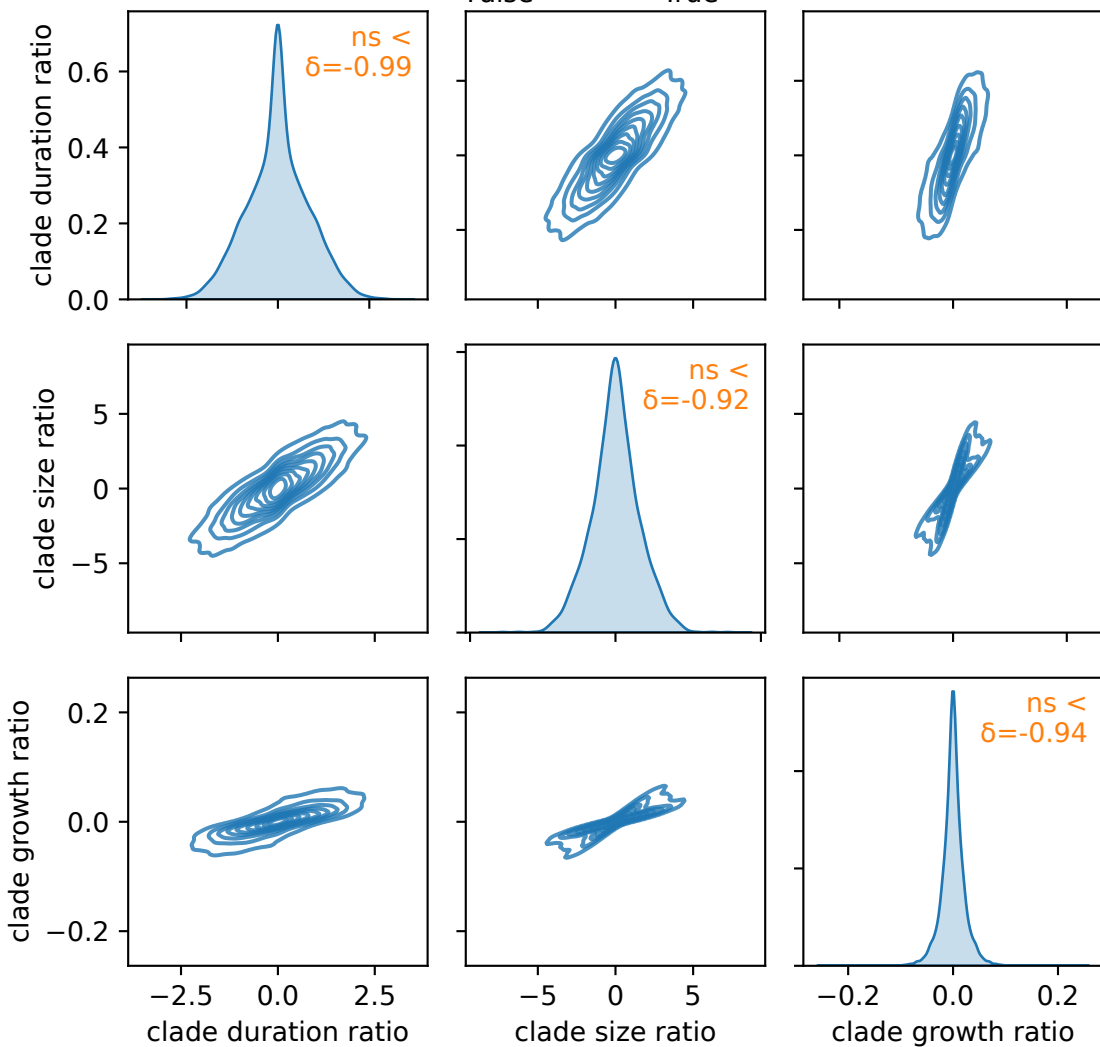 clade duration ratio
0.6
0.4
0.2
0.0
ns <
δ=-0.99
clade size ratio
5
0
−5
ns <
δ=-0.92
clade growth ratio
0.2
0.0
−0.2
ns <
δ=-0.94
−2.5 0.0 2.5
−5 0 5
−0.2 0.0 0.2
clade duration ratio
clade size ratio
clade growth ratio